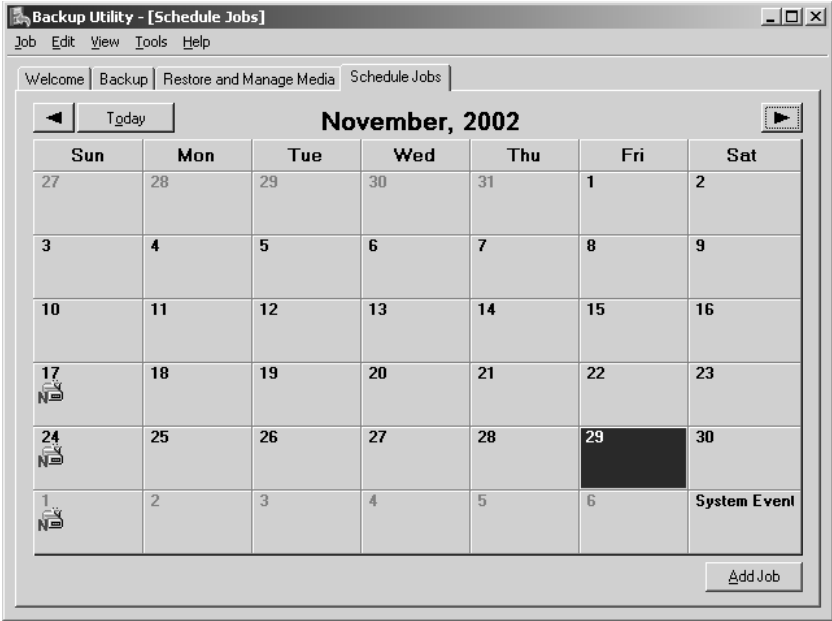 Backup Utility - [Schedule Jobs]
Job Edit View Tools Help
Welcome Backup Restore and Manage Media Schedule Jobs
Today November, 2002
Sun Mon Tue Wed Thu Fri Sat
27 28 29 30 31 1 2
3 4 5 6 7 8 9
10 11 12 13 14 15 16
17 18 19 20 21 22 23
N
24 25 26 27 28 29 30
N
1 2 3 4 5 6 System Event
N
Add Job